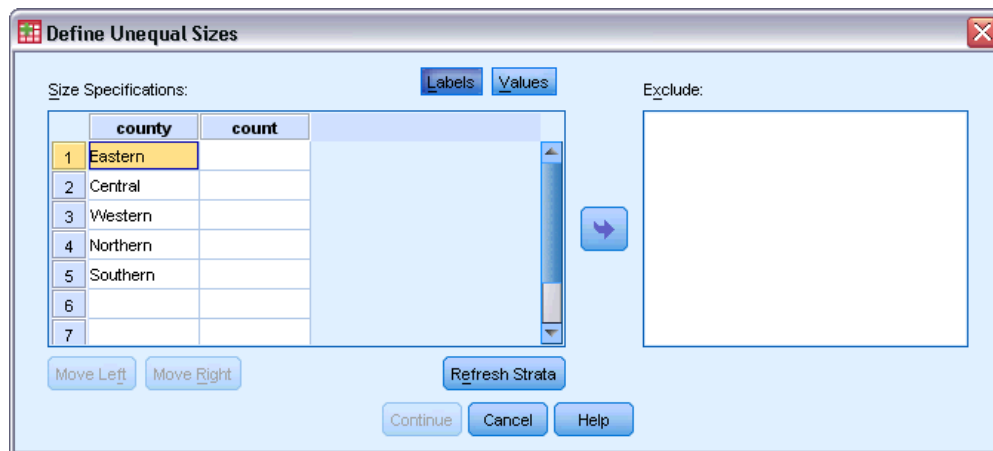 Define Unequal Sizes
Size Specifications:
Labels
Values
Exclude:
county count
1 Eastern
2 Central
3 Western
4 Northern
5 Southern
6
7
Move Left
Move Right
Refresh Strata
Continue
Cancel
Help